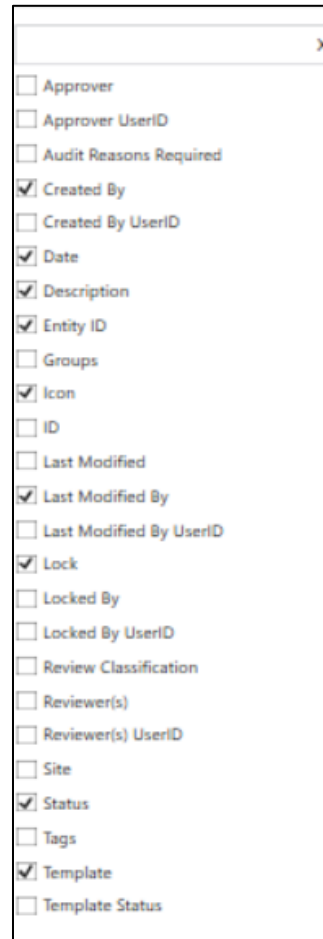 Approver
Approver UserID
Audit Reasons Required
Created By
Created By UserID
Date
Description
Entity ID
Groups
Icon
ID
Last Modified
Last Modified By
Last Modified By UserID
Lock
Locked By
Locked By UserID
Review Classification
Reviewer(s)
Reviewer(s) UserID
Site
Status
Tags
Template
Template Status